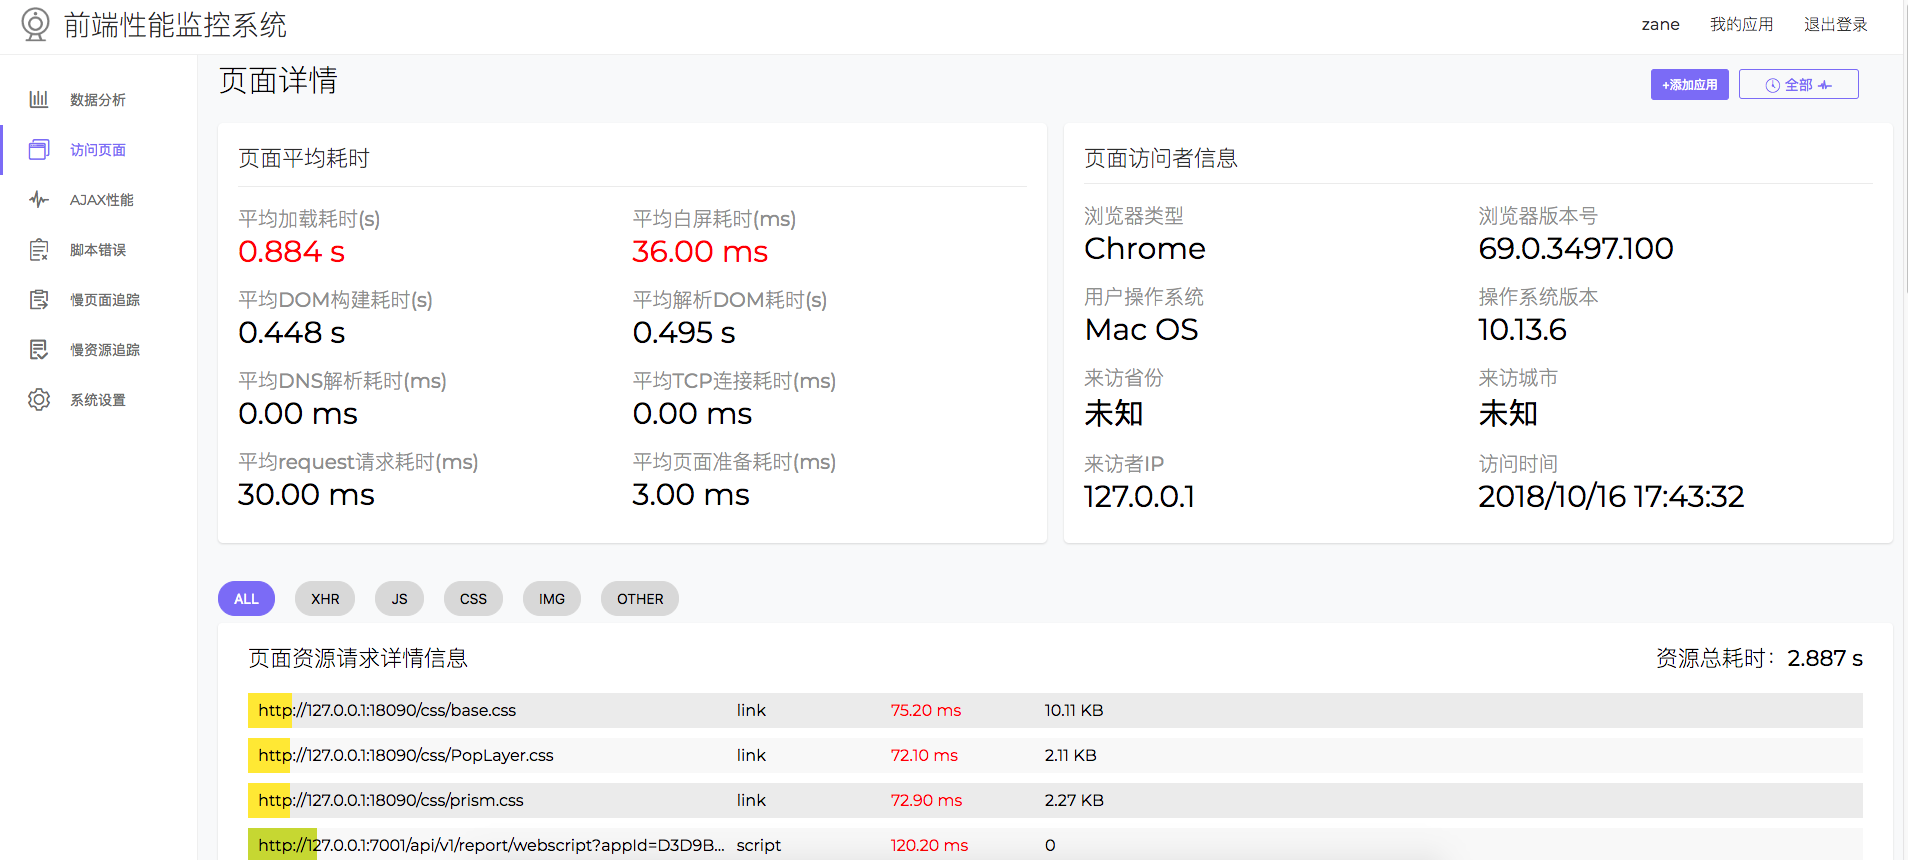 前端性能监控系统
zane 我的应用 退出登录
数据分析
访问页面
AJAX性能
脚本错误
慢页面追踪
慢资源追踪
系统设置
页面详情
+添加应用 全部
页面平均耗时
平均加载耗时(s) 平均白屏耗时(ms)
0.884 s 36.00 ms
平均DOM构建耗时(s) 平均解析DOM耗时(s)
0.448 s 0.495 s
平均DNS解析耗时(ms) 平均TCP连接耗时(ms)
0.00 ms 0.00 ms
平均request请求耗时(ms) 平均页面准备耗时(ms)
30.00 ms 3.00 ms
页面访问者信息
浏览器类型 浏览器版本号
Chrome 69.0.3497.100
用户操作系统 操作系统版本
Mac OS 10.13.6
来访省份 来访城市
未知 未知
来访者IP 访问时间
127.0.0.1 2018/10/16 17:43:32
ALL XHR JS CSS IMG OTHER
页面资源请求详情信息 资源总耗时：2.887 s
http://127.0.0.1:18090/css/base.css link 75.20 ms 10.11 KB
http://127.0.0.1:18090/css/PopLayer.css link 72.10 ms 2.11 KB
http://127.0.0.1:18090/css/prism.css link 72.90 ms 2.27 KB
http://127.0.0.1:7001/api/v1/report/webscript?appId=D3D9B... script 120.20 ms 0